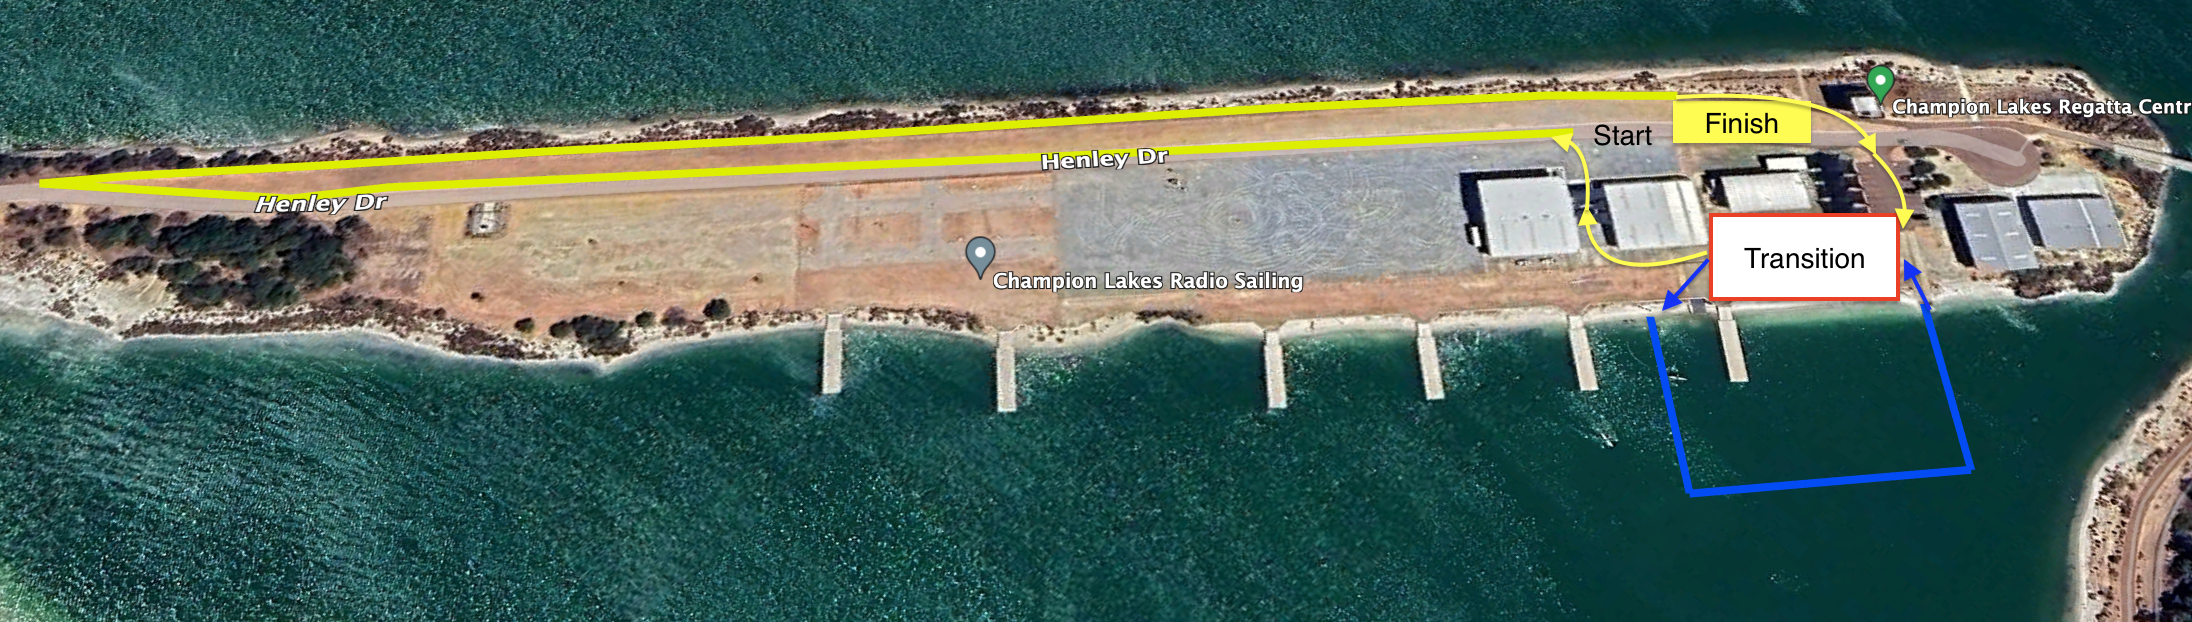 Champion Lakes Regatta Centr
Start
Finish
Henley Dr
Henley Dr
Transition
Champion Lakes Radio Sailing